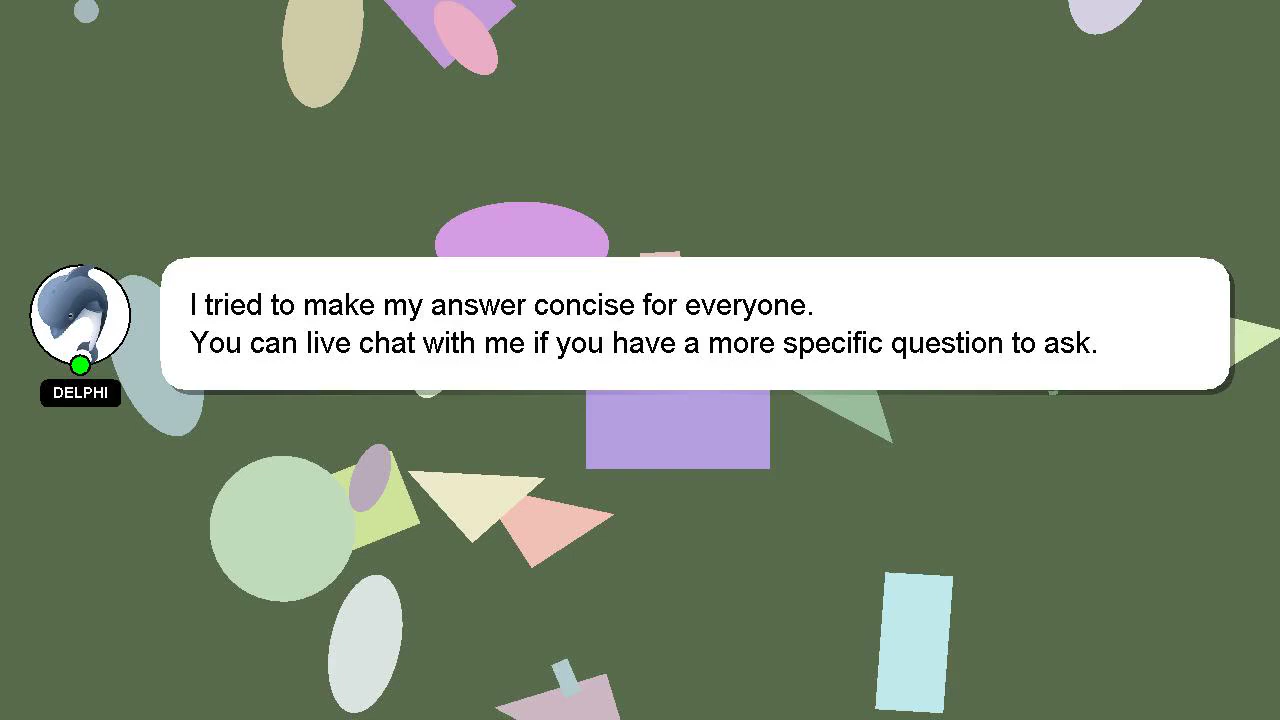 I tried to make my answer concise for everyone.
You can live chat with me if you have a more specific question to ask.
DELPHI